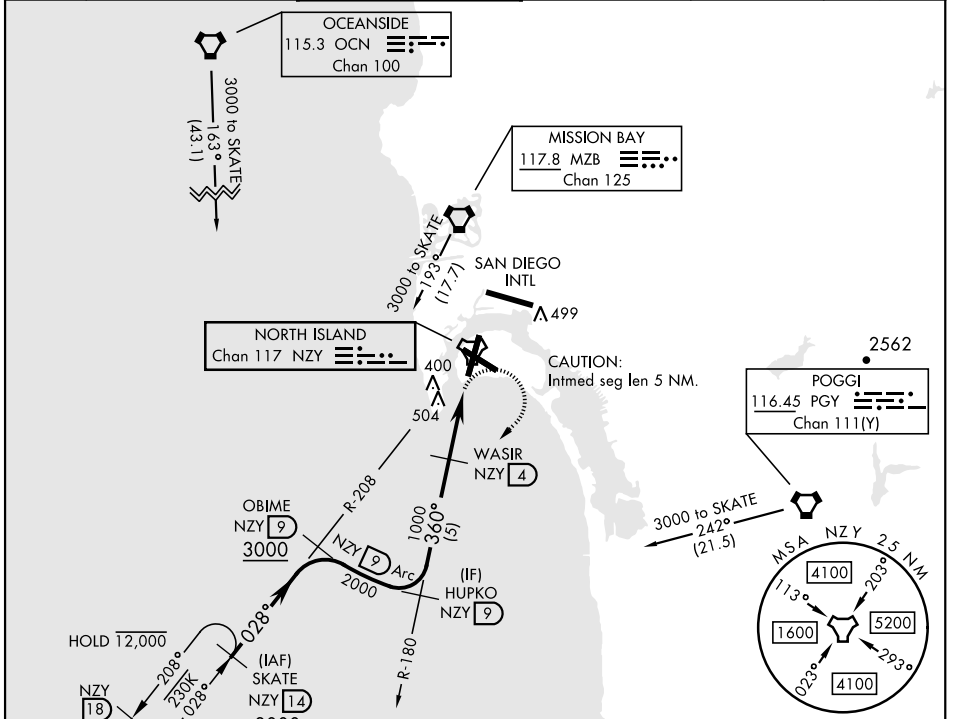 OCEANSIDE
115.3 OCN
Chan 100
3000 to SKATE
163°
(43.1)
MISSION BAY
117.8 MZB
Chan 125
3000 to SKATE
193°
(17.7)
SAN DIEGO
INTL
499
NORTH ISLAND
Chan 117 NZY
400
504
CAUTION:
Intmed seg len 5 NM.
2562
POGGI
116.45 PGY
Chan 111(Y)
WASIR
NZY 4
R-208
OBIME
NZY 9
3000
NZY 9 Arc
2000
1000
360°
(5)
(IF)
HUPKO
NZY 9
3000 to SKATE
242°
(21.5)
MSA NZY 25 NM
4100
113°
203°
1600
5200
023°
293°
4100
028°
HOLD 12,000
208°
230K
028°
(IAF)
SKATE
NZY 14
R-180
NZY
18